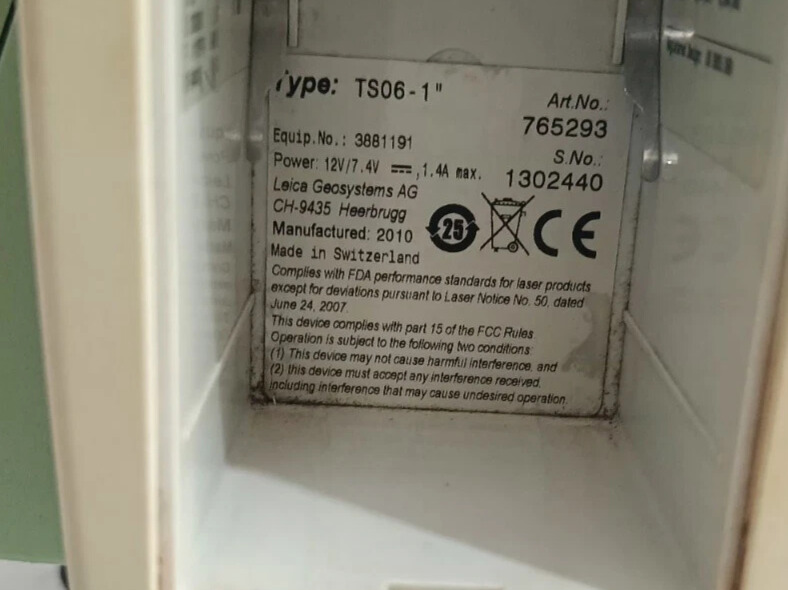 Type: TS06-1"
Art.No.:
765293
Equip.No.: 3881191
S.No.:
Power: 12V/7.4V ⎓, 1.4A max.
1302440
Leica Geosystems AG
CH-9435 Heerbrugg
Manufactured: 2010
25
CE
Made in Switzerland
Complies with FDA performance standards for laser products
except for deviations pursuant to Laser Notice No. 50, dated
June 24, 2007.
This device complies with part 15 of the FCC Rules
Operation is subject to the following two conditions
(1) This device may not cause harmful interference, and
(2) this device must accept any interference received,
including interference that may cause undesired operation.